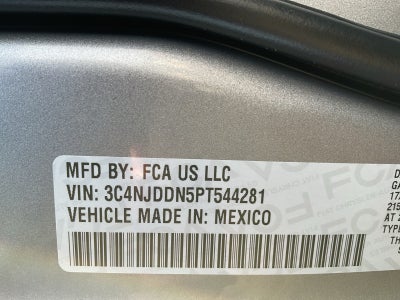 MFD BY: FCA US LLC
VIN: 3C4NJDDN5PT544281
VEHICLE MADE IN: MEXICO